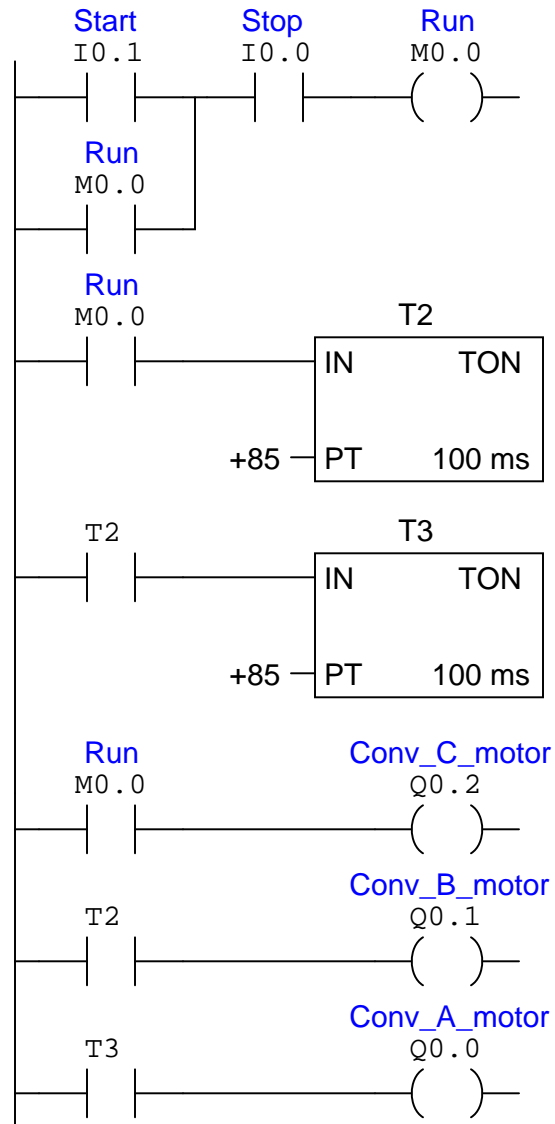 Start Stop Run
I0.1 I0.0 M0.0
Run
M0.0
Run
M0.0 T2
IN TON
+85 PT 100 ms
T2 T3
IN TON
+85 PT 100 ms
Run Conv_C_motor
M0.0 Q0.2
Conv_B_motor
T2 Q0.1
Conv_A_motor
T3 Q0.0